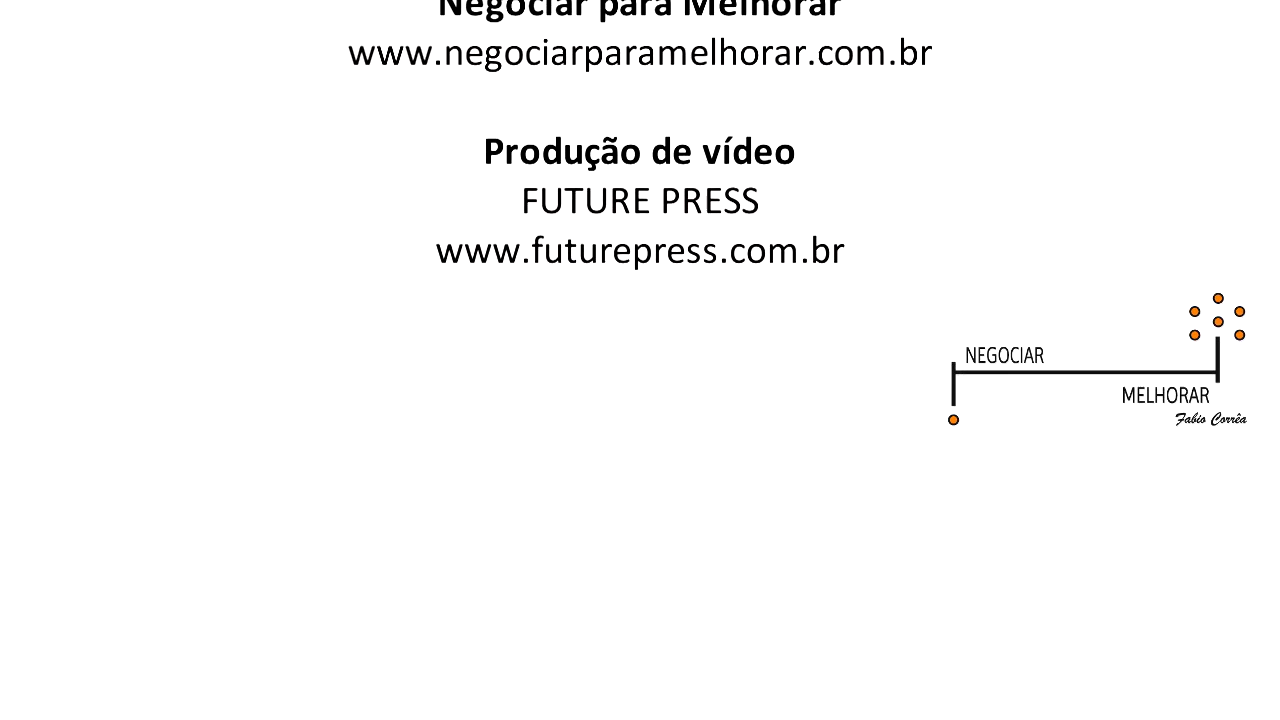 Negociar para Melhorar
www.negociarparamelhorar.com.br
Produção de vídeo
FUTURE PRESS
www.futurepress.com.br
NEGOCIAR
MELHORAR
Fabio Corrêa